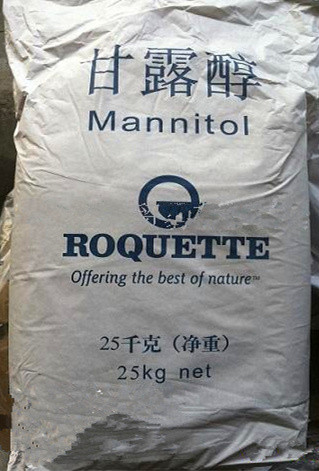 甘露醇
Mannitol
ROQUETTE
Offering the best of nature™
25千克（净重）
25kg net